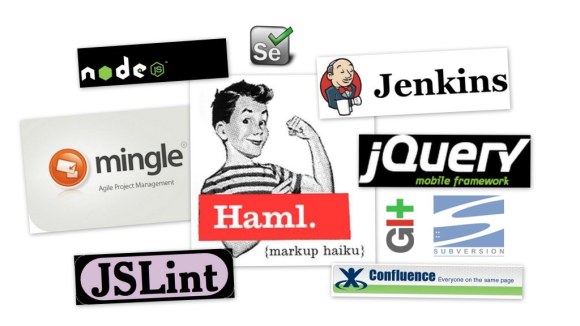 node JS
Se
Jenkins
mingle®
Agile Project Management
jQuery
mobile framework
Haml.
{markup haiku}
GIt
SUBVERSION
JSLint
Confluence Everyone on the same page